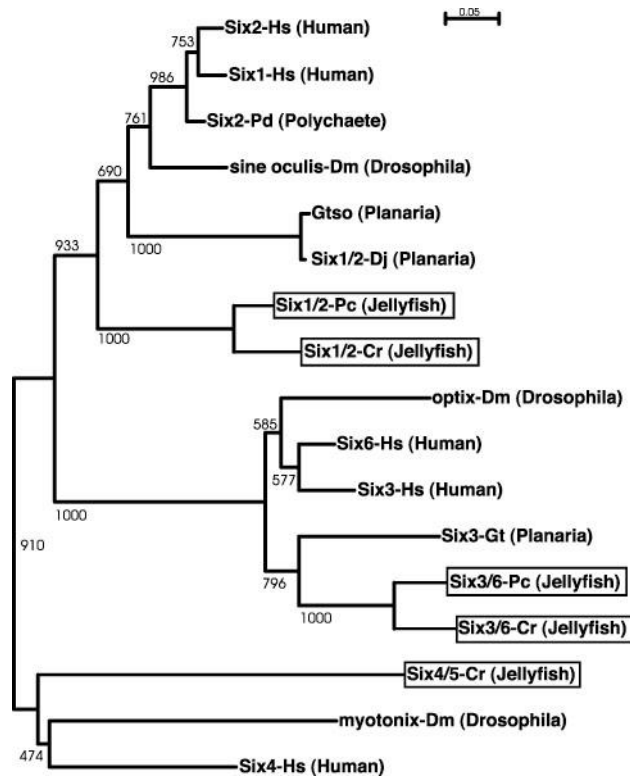 0.05
Six2-Hs (Human)
753
Six1-Hs (Human)
986
Six2-Pd (Polychaete)
761
sine oculis-Dm (Drosophila)
690
Gtso (Planaria)
1000
Six1/2-Dj (Planaria)
933
Six1/2-Pc (Jellyfish)
1000
Six1/2-Cr (Jellyfish)
optix-Dm (Drosophila)
585
Six6-Hs (Human)
577
Six3-Hs (Human)
1000
Six3-Gt (Planaria)
910
796
Six3/6-Pc (Jellyfish)
1000
Six3/6-Cr (Jellyfish)
Six4/5-Cr (Jellyfish)
myotonix-Dm (Drosophila)
474
Six4-Hs (Human)